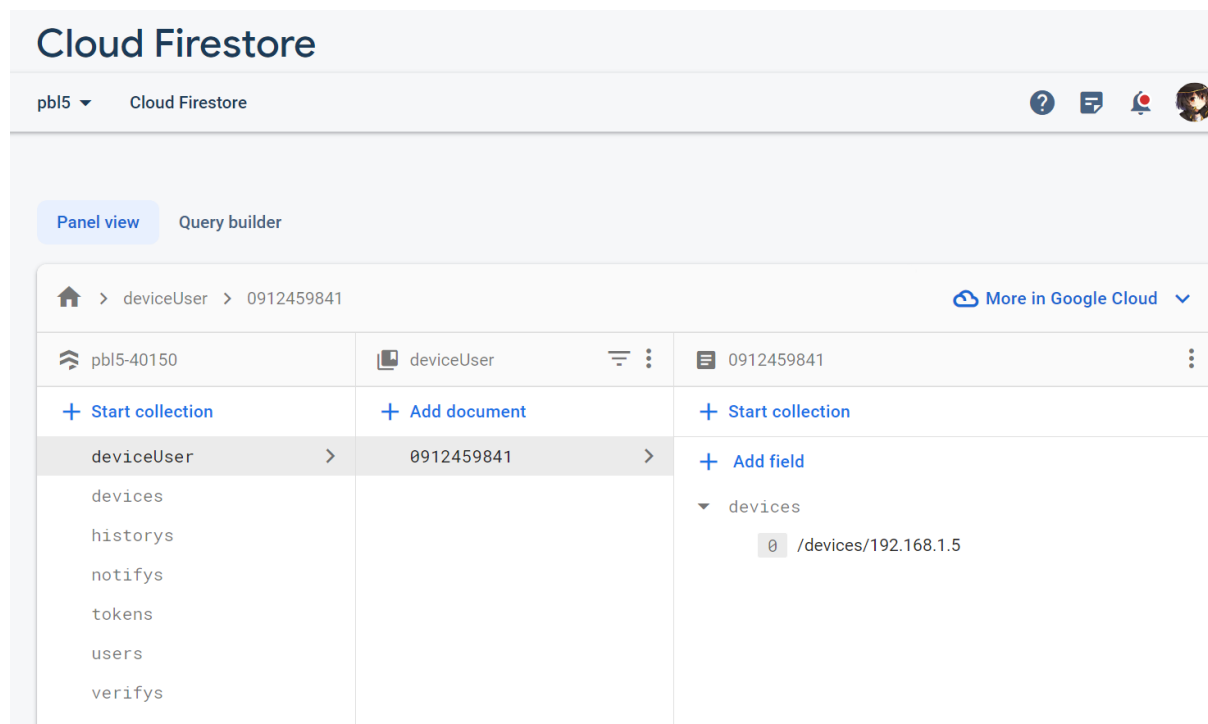 Cloud Firestore
pbl5 Cloud Firestore
Panel view Query builder
deviceUser 0912459841 More in Google Cloud
pbl5-40150 deviceUser 0912459841
Start collection Add document Start collection
deviceUser 0912459841 Add field
devices devices
historys 0 /devices/192.168.1.5
notifys
tokens
users
verifys